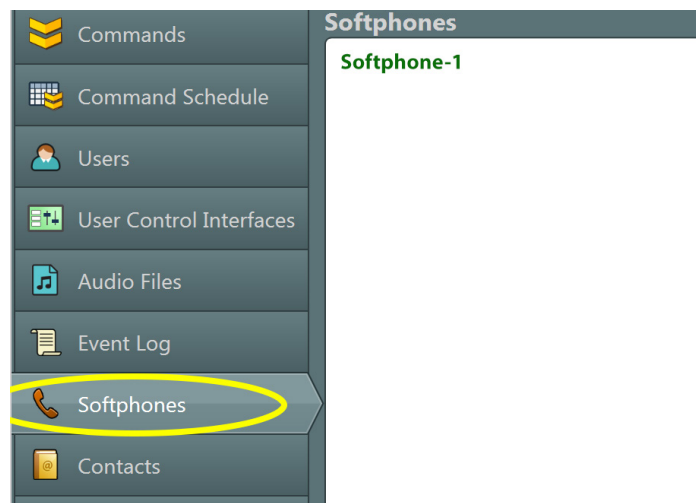 Commands
Command Schedule
Users
User Control Interfaces
Audio Files
Event Log
Softphones
@
Contacts
Softphones
Softphone-1